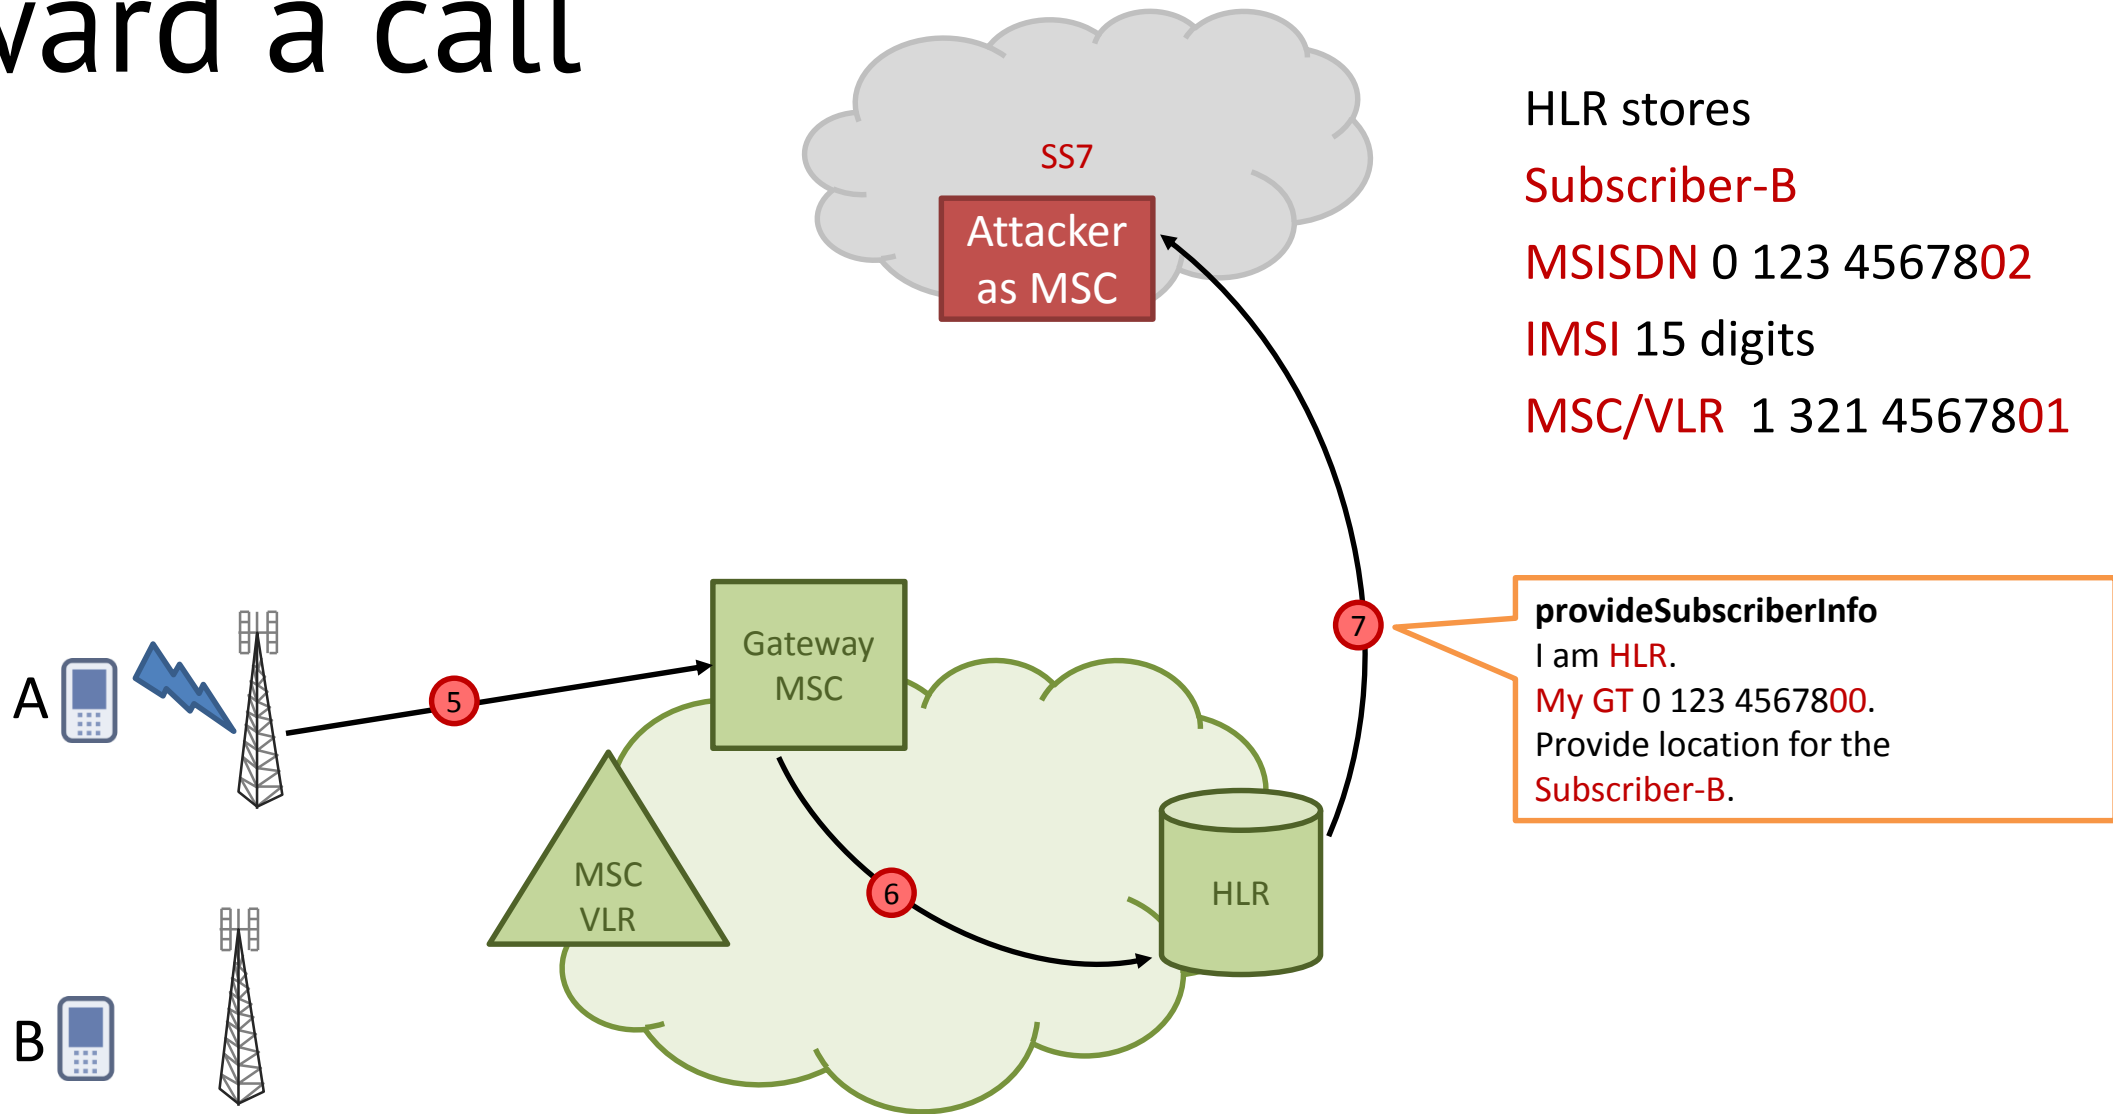 ward a call
SS7
Attacker
as MSC
HLR stores
Subscriber-B
MSISDN 0 123 4567802
IMSI 15 digits
MSC/VLR 1 321 4567801
provideSubscriberInfo
I am HLR.
My GT 0 123 4567800.
Provide location for the
Subscriber-B.
7
Gateway
MSC
A
5
MSC
VLR
6
HLR
B